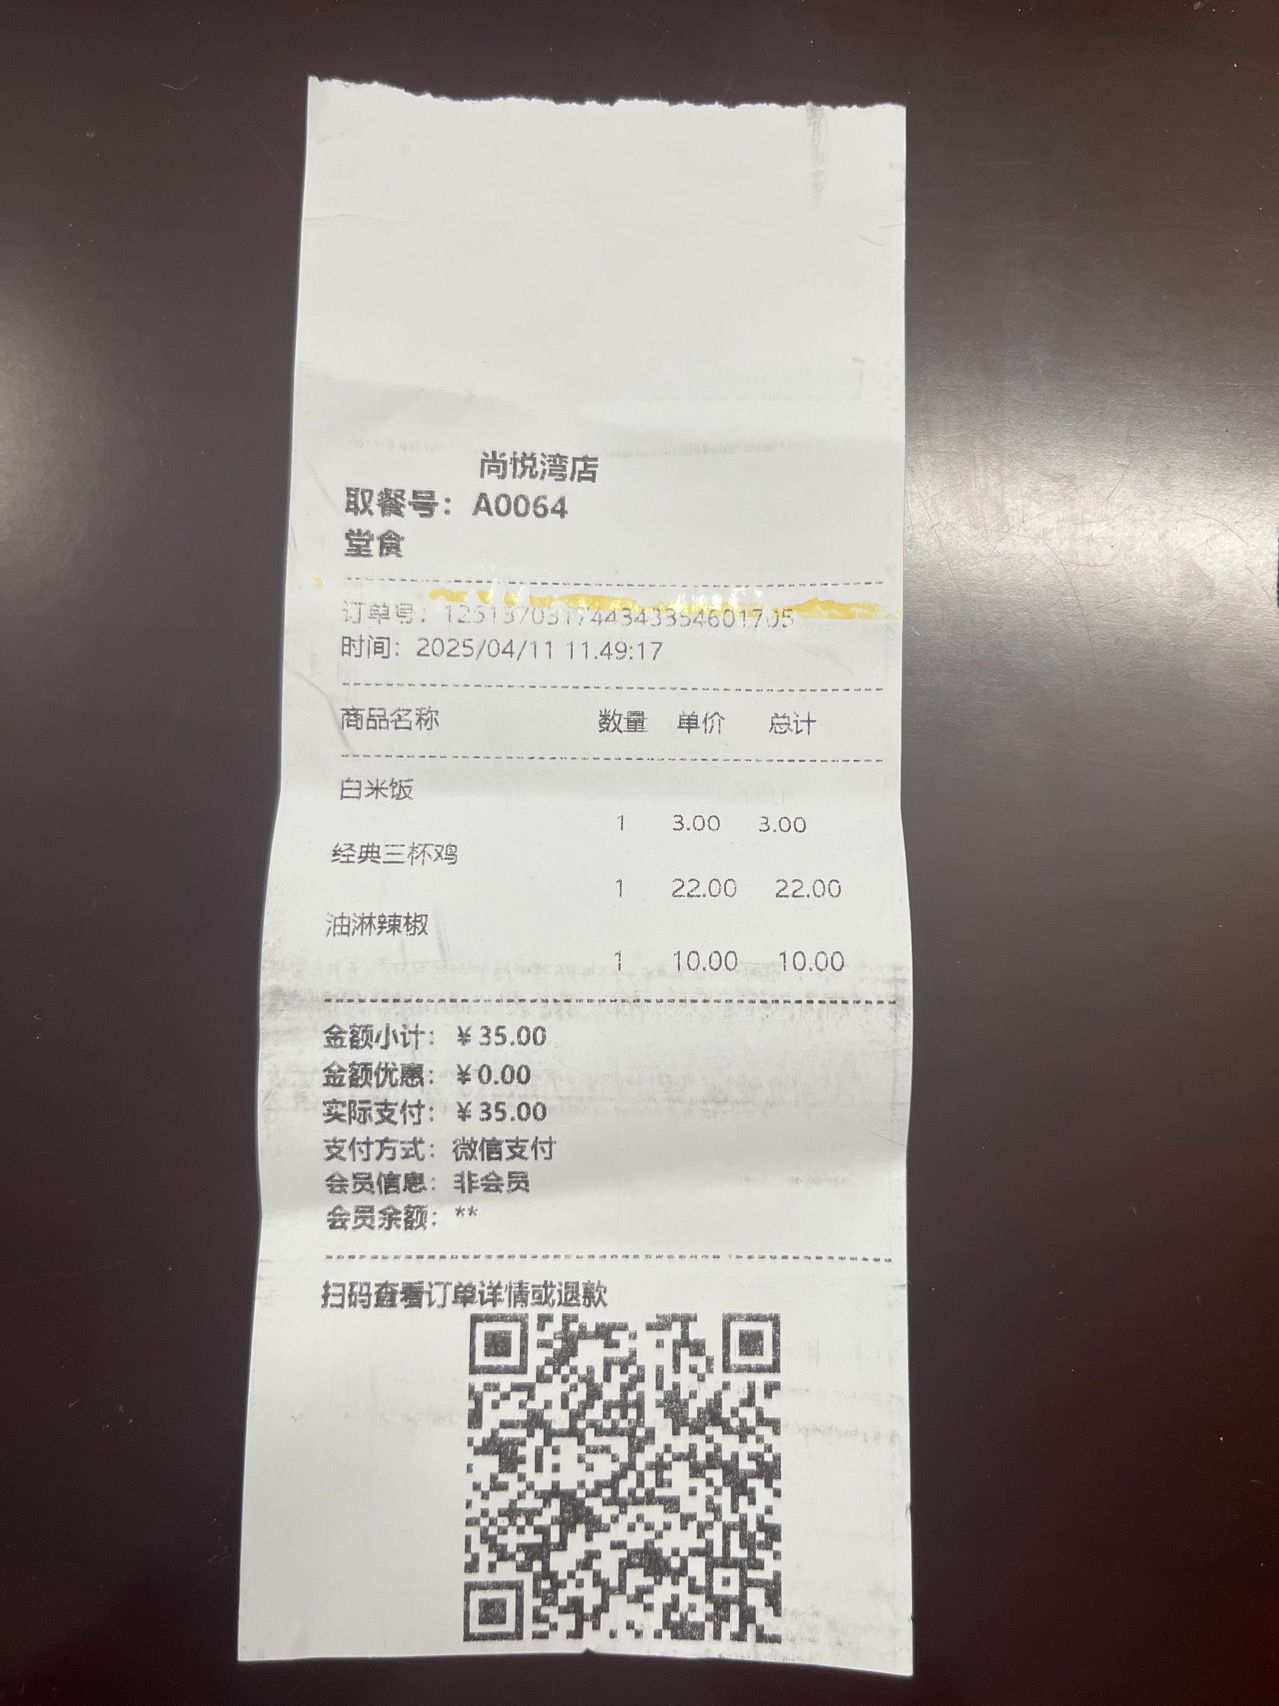 尚悦湾店
取餐号：A0064
堂食
订单号：125137031744343354601705
时间：2025/04/11 11.49:17
商品名称 数量 单价 总计
白米饭
1 3.00 3.00
经典三杯鸡
1 22.00 22.00
油淋辣椒
1 10.00 10.00
金额小计：￥35.00
金额优惠：￥0.00
实际支付：￥35.00
支付方式：微信支付
会员信息：非会员
会员余额：**
扫码查看订单详情或退款